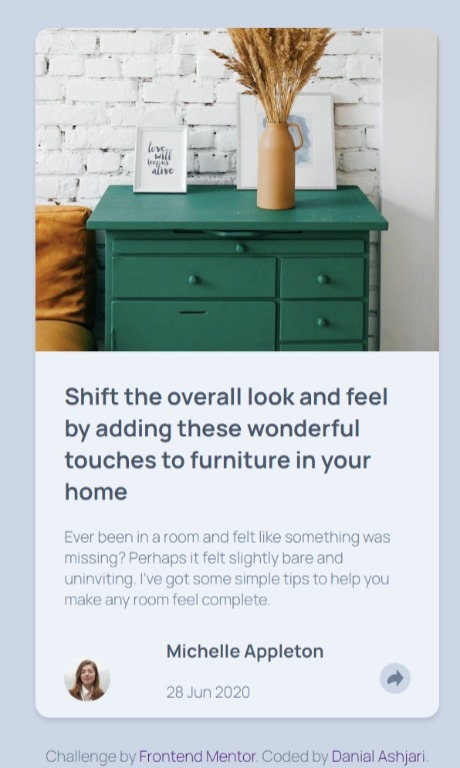 love
will
keep us
alive
Shift the overall look and feel
by adding these wonderful
touches to furniture in your
home
Ever been in a room and felt like something was
missing? Perhaps it felt slightly bare and
uninviting. I've got some simple tips to help you
make any room feel complete.
Michelle Appleton
28 Jun 2020
Challenge by Frontend Mentor. Coded by Danial Ashjari.